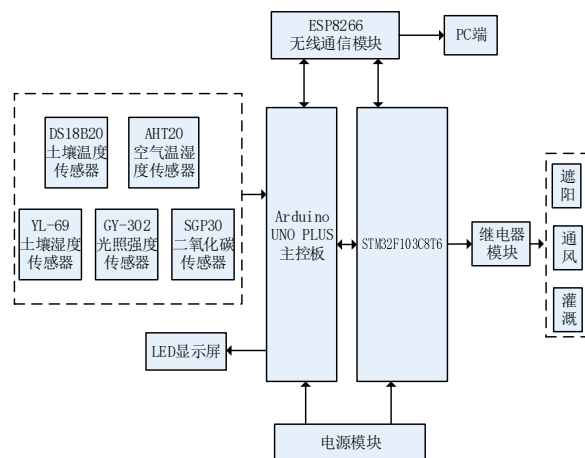 ESP8266
无线通信模块
PC端
DS18B20
土壤温度
传感器
AHT20
空气温湿
度传感器
YL-69
土壤湿度
传感器
GY-302
光照强度
传感器
SGP30
二氧化碳
传感器
Arduino
UNO PLUS
主控板
STM32F103C8T6
继电器
模块
遮
阳
通
风
灌
溉
LED显示屏
电源模块